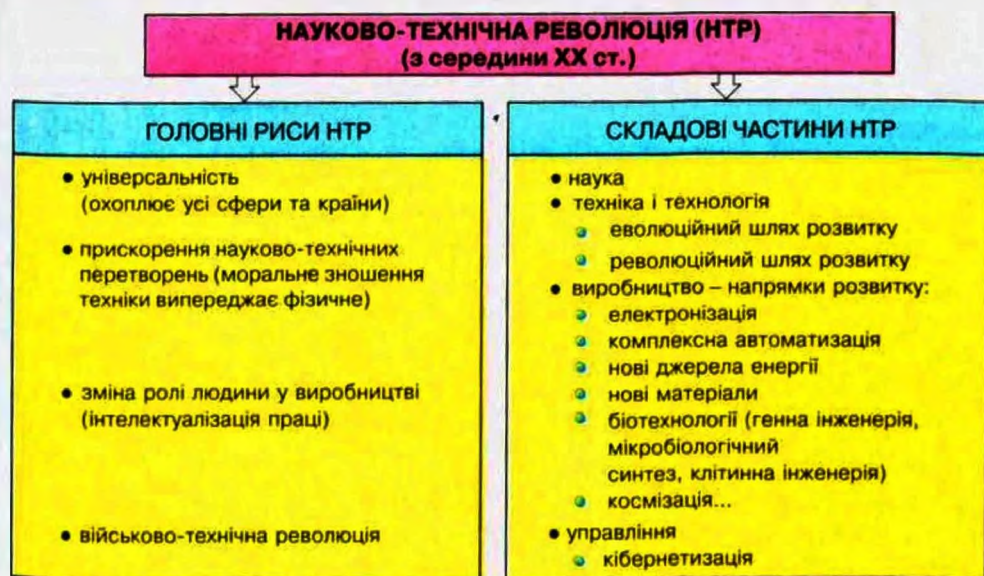 НАУКОВО-ТЕХНІЧНА РЕВОЛЮЦІЯ (НТР)
(з середини ХХ ст.)
ГОЛОВНІ РИСИ НТР
• універсальність
(охоплює усі сфери та країни)
• прискорення науково-технічних
перетворень (моральне зношення
техніки випереджає фізичне)
• зміна ролі людини у виробництві
(інтелектуалізація праці)
• військово-технічна революція
СКЛАДОВІ ЧАСТИНИ НТР
• наука
• техніка і технологія
• еволюційний шлях розвитку
• революційний шлях розвитку
• виробництво – напрямки розвитку:
• електронізація
• комплексна автоматизація
• нові джерела енергії
• нові матеріали
• біотехнології (генна інженерія,
мікробіологічний
синтез, клітинна інженерія)
• космізація...
• управління
• кібернетизація